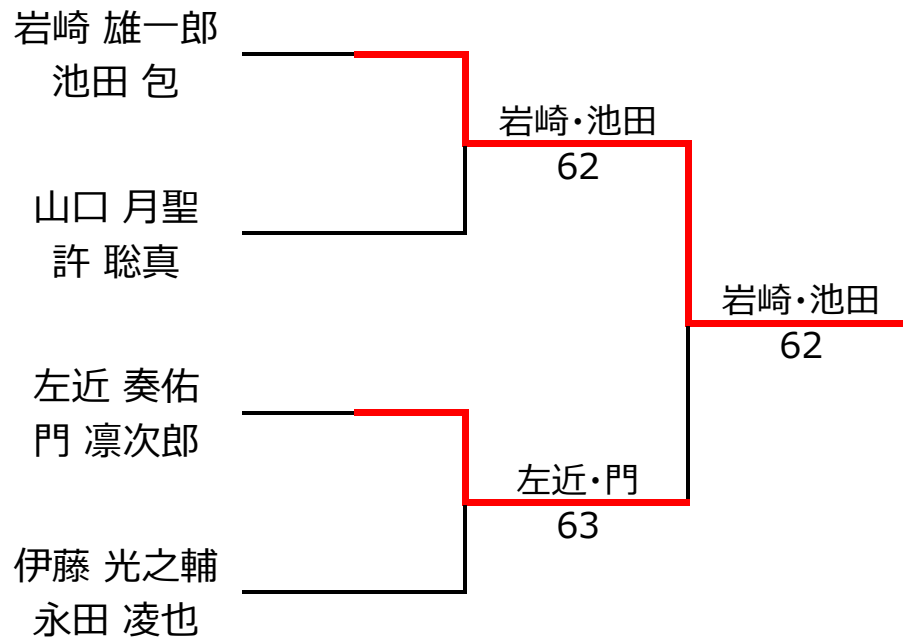 岩崎 雄一郎
池田 包
岩崎・池田
62
山口 月聖
許 聡真
岩崎・池田
62
左近 奏佑
門 凛次郎
左近・門
63
伊藤 光之輔
永田 凌也